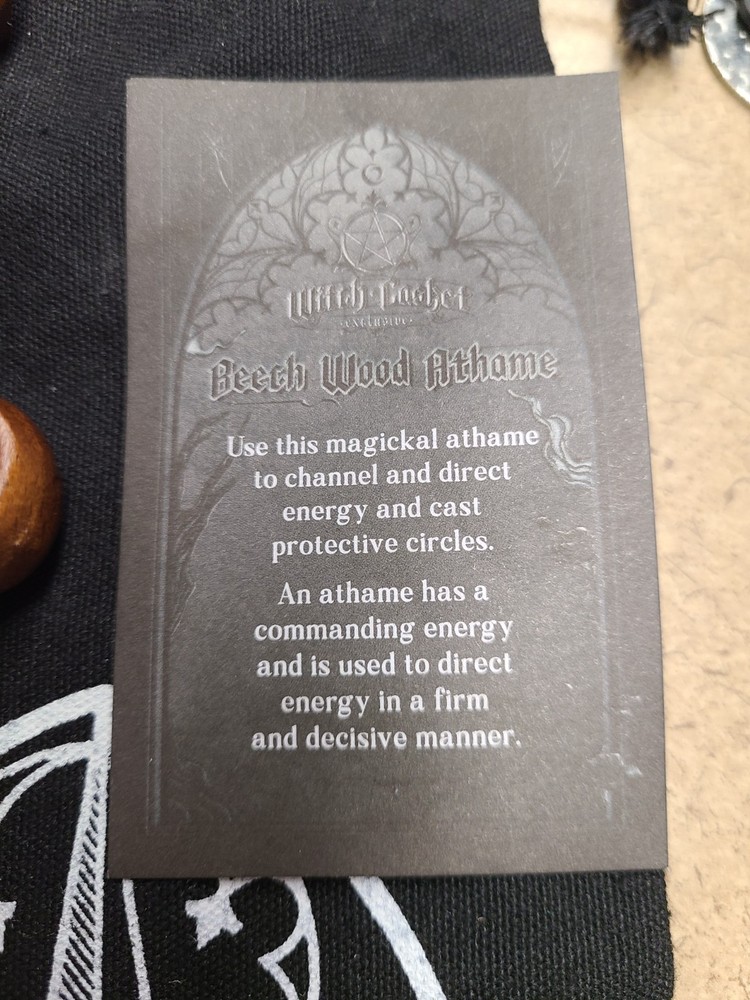 Witch Casket
exclusive
Beech Wood Athame
Use this magickal athame
to channel and direct
energy and cast
protective circles.
An athame has a
commanding energy
and is used to direct
energy in a firm
and decisive manner.